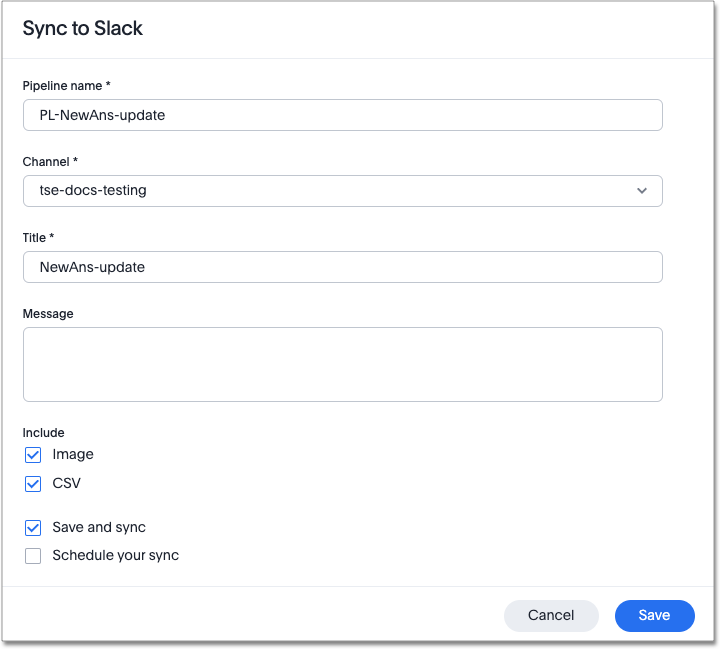 Sync to Slack
Pipeline name *
PL-NewAns-update
Channel *
tse-docs-testing
Title *
NewAns-update
Message
Include
Image
CSV
Save and sync
Schedule your sync
Cancel Save